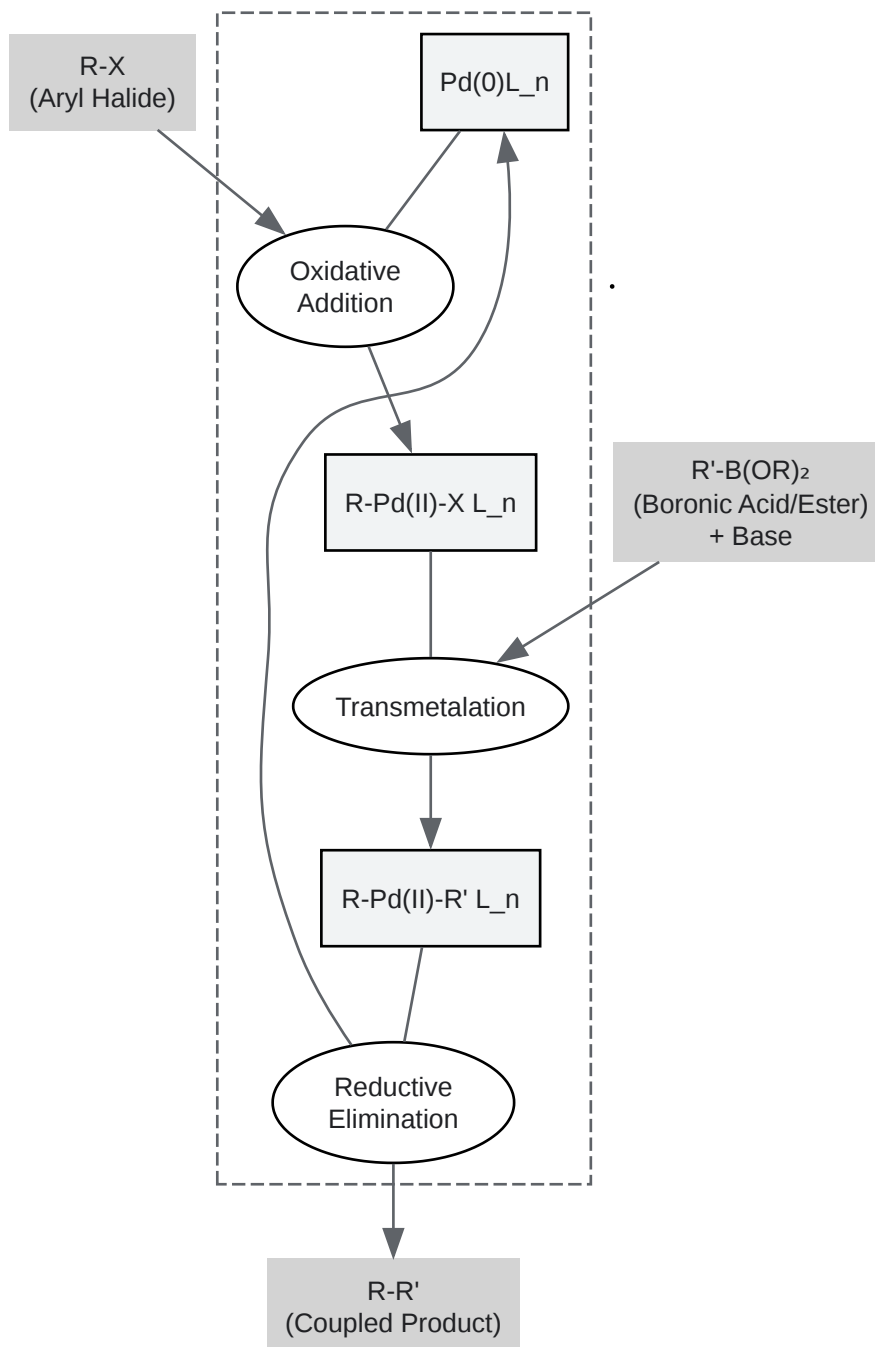 R-X
(Aryl Halide)
Pd(0)L_n
Oxidative
Addition
.
R-Pd(II)-X L_n
R'-B(OR)₂
(Boronic Acid/Ester)
+ Base
Transmetalation
R-Pd(II)-R' L_n
Reductive
Elimination
R-R'
(Coupled Product)